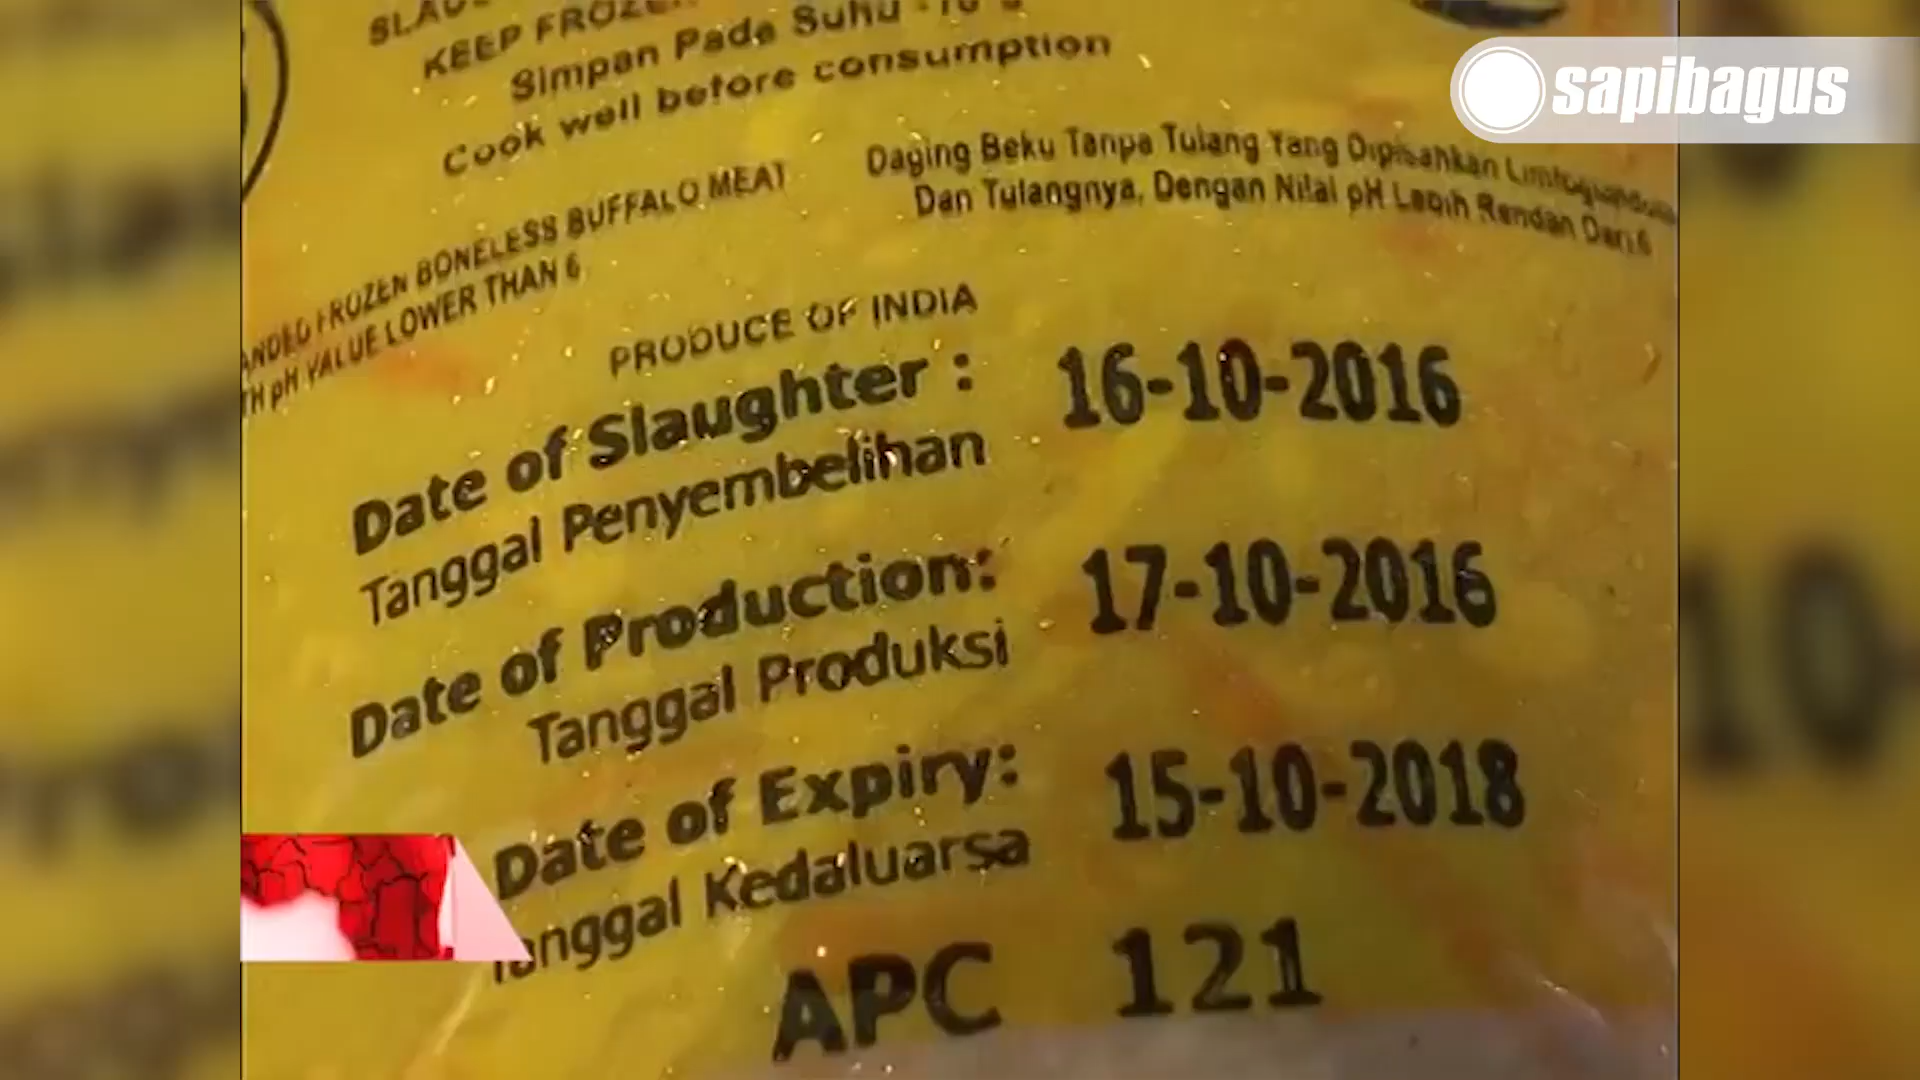 KEEP FROZEN
Simpan Pada Suhu
Cook well before consumption
FROZEN BONELESS BUFFALO MEAT
pH VALUE LOWER THAN 6
Daging Beku Tanpa Tulang Yang Dipisahkan
Dan Tulangnya, Dengan Nilai pH Lebih Rendah Dari 6
PRODUCE OF INDIA
Date of Slaughter : 16-10-2016
Tanggal Penyembelihan
Date of Production: 17-10-2016
Tanggal Produksi
Date of Expiry: 15-10-2018
Tanggal Kedaluarsa
APC 121
sapibagus